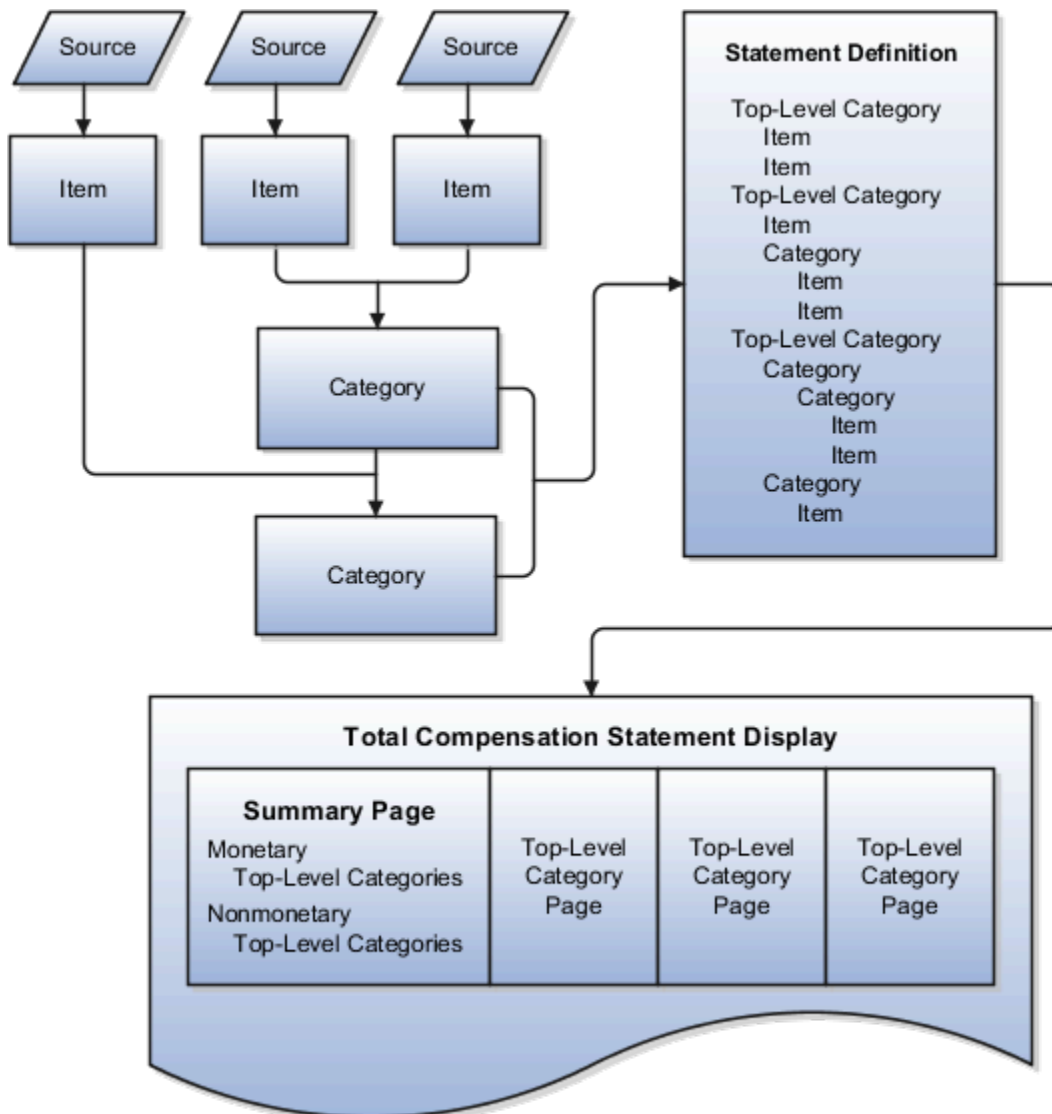 Source
Source
Source
Item
Item
Item
Category
Category
Statement Definition
Top-Level Category
Item
Item
Top-Level Category
Item
Category
Item
Item
Top-Level Category
Category
Category
Item
Item
Category
Item
Total Compensation Statement Display
Summary Page
Monetary
Top-Level Categories
Nonmonetary
Top-Level Categories
Top-Level
Category
Page
Top-Level
Category
Page
Top-Level
Category
Page